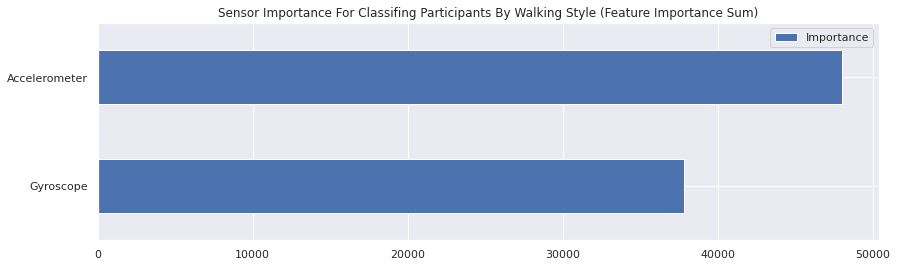 Sensor Importance For Classifing Participants By Walking Style (Feature Importance Sum)
Importance
Accelerometer
Gyroscope
0 10000 20000 30000 40000 50000